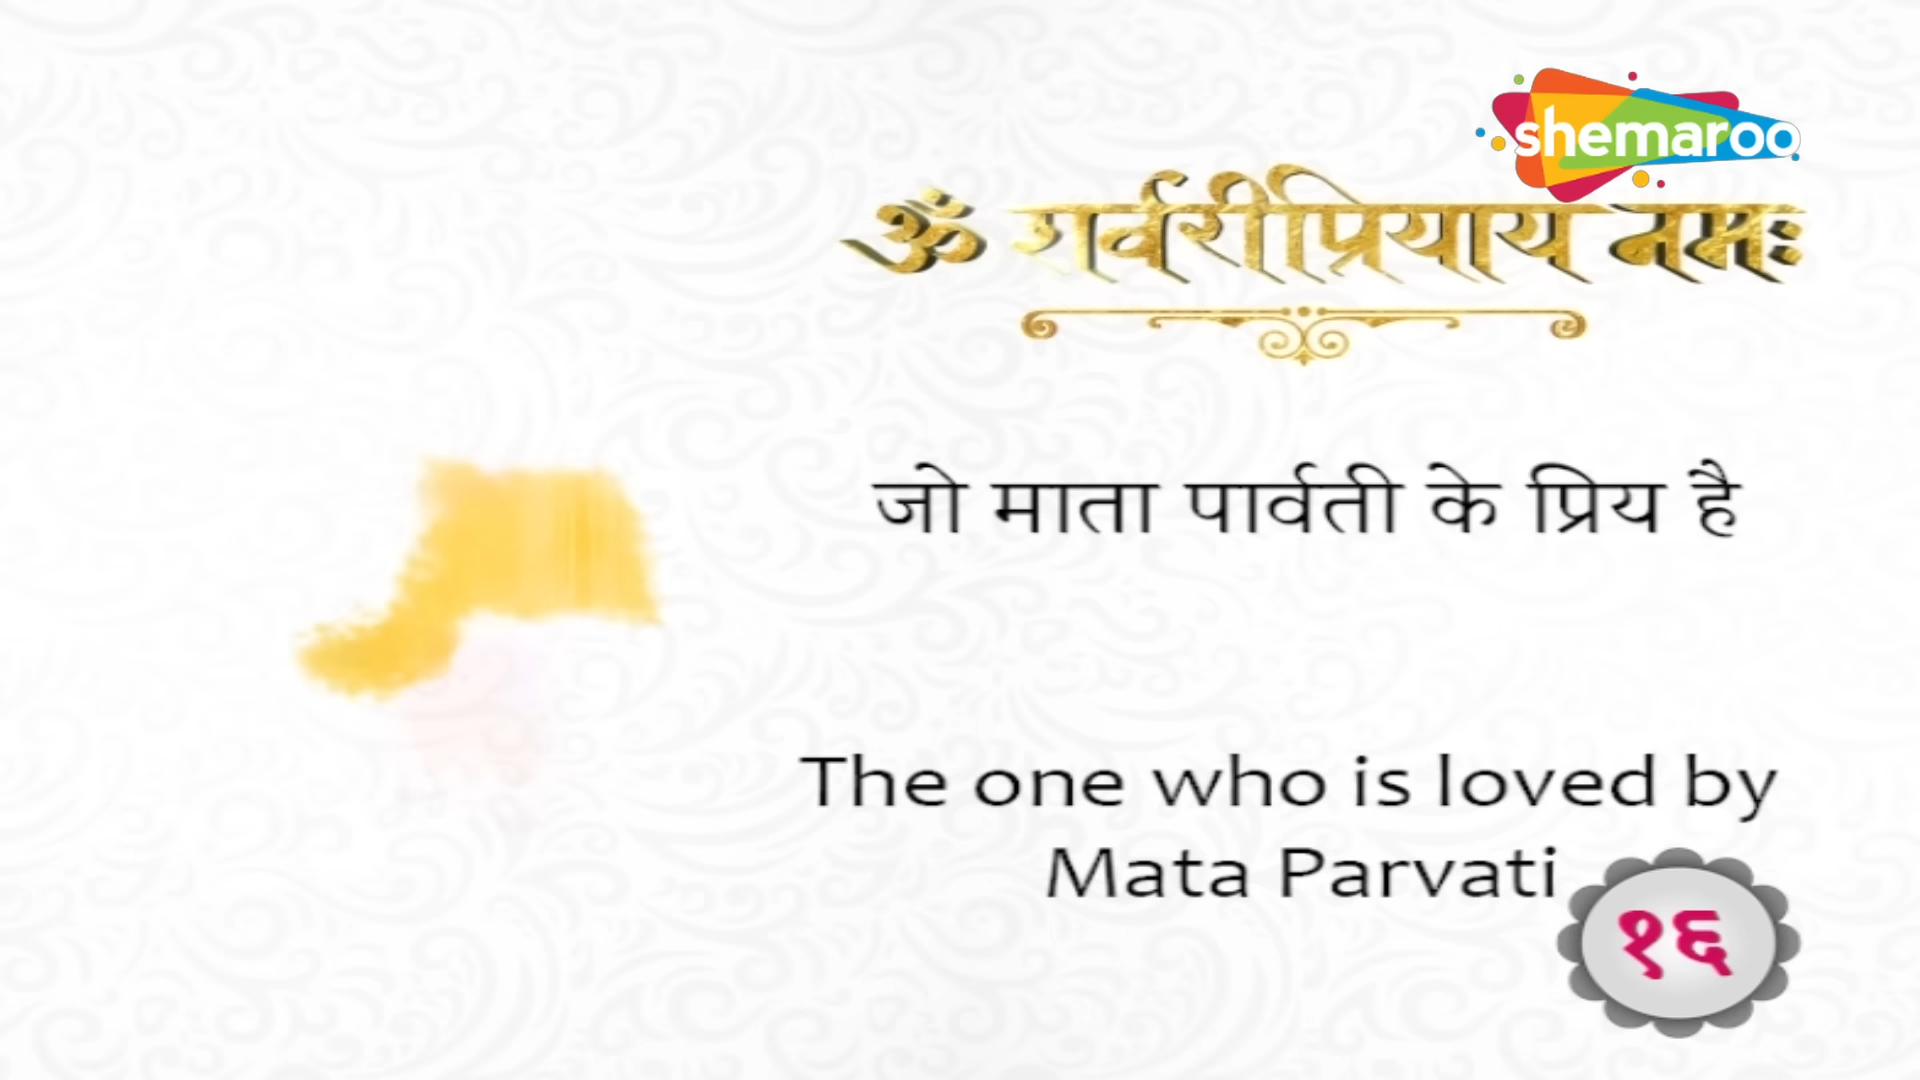 shemaroo
ॐ शर्वरीप्रियाय नमः
जो माता पार्वती के प्रिय है
The one who is loved by
Mata Parvati
१६